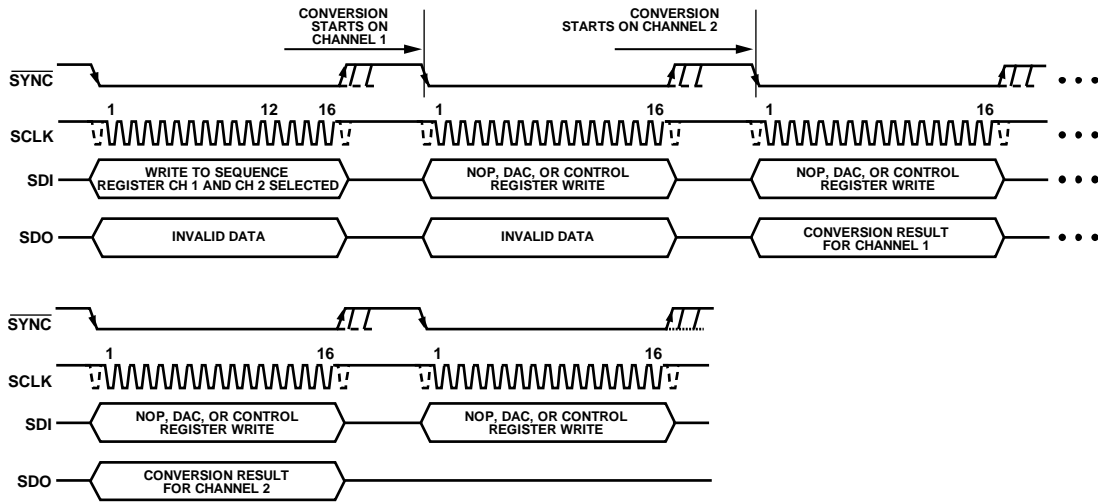 CONVERSION
STARTS ON
CHANNEL 1
CONVERSION
STARTS ON CHANNEL 2
SYNC
1 12 16 1 16 1 16
SCLK
SDI
WRITE TO SEQUENCE
REGISTER CH 1 AND CH 2 SELECTED
NOP, DAC, OR CONTROL
REGISTER WRITE
NOP, DAC, OR CONTROL
REGISTER WRITE
SDO
INVALID DATA
INVALID DATA
CONVERSION RESULT
FOR CHANNEL 1
SYNC
1 16 1 16
SCLK
SDI
NOP, DAC, OR CONTROL
REGISTER WRITE
NOP, DAC, OR CONTROL
REGISTER WRITE
SDO
CONVERSION RESULT
FOR CHANNEL 2